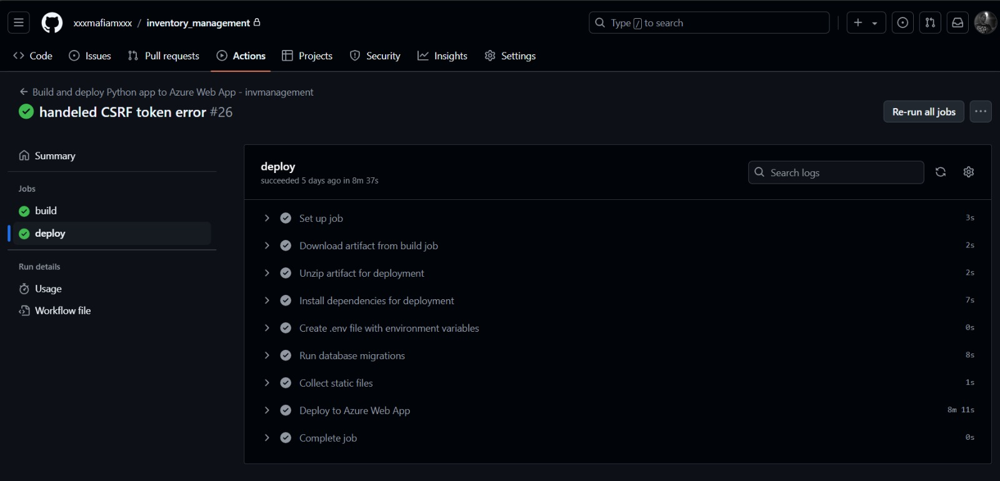 xxxmafiamxxx / inventory_management
Type / to search
Code Issues Pull requests Actions Projects Security Insights Settings
Build and deploy Python app to Azure Web App - invmanagement
handeled CSRF token error #26
Re-run all jobs
Summary
Jobs
build
deploy
Run details
Usage
Workflow file
deploy
succeeded 5 days ago in 8m 37s
Search logs
Set up job 3s
Download artifact from build job 2s
Unzip artifact for deployment 2s
Install dependencies for deployment 7s
Create .env file with environment variables 0s
Run database migrations 8s
Collect static files 1s
Deploy to Azure Web App 8m 11s
Complete job 0s